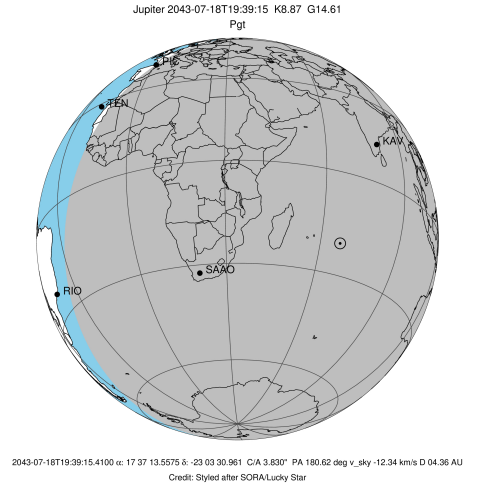 Jupiter 2043-07-18T19:39:15 K8.87 G14.61
Pgt
PIC
TEN
KAV
SAAO
RIO
2043-07-18T19:39:15.4100 α: 17 37 13.5575 δ: -23 03 30.961 C/A 3.830" PA 180.62 deg v_sky -12.34 km/s D 04.36 AU
Credit: Styled after SORA/Lucky Star